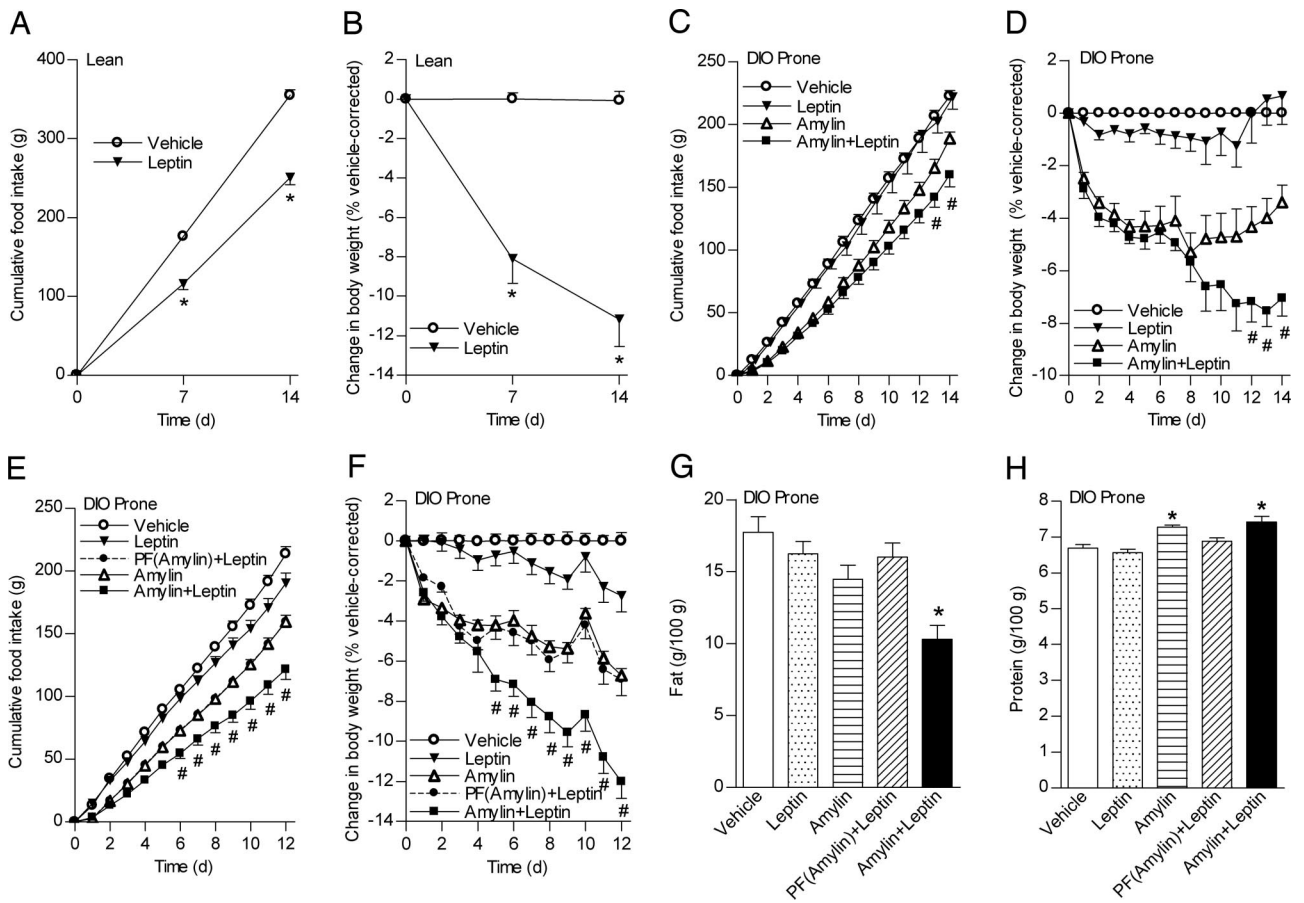 A
Lean
Cumulative food intake (g)
400
300
200
100
0
Vehicle
Leptin
*
*
0 7 14
Time (d)
B
Lean
Change in body weight (% vehicle-corrected)
2
0
-2
-4
-6
-8
-10
-12
-14
Vehicle
Leptin
*
*
0 7 14
Time (d)
C
DIO Prone
Cumulative food intake (g)
250
200
150
100
50
0
Vehicle
Leptin
Amylin
Amylin+Leptin
# #
0 2 4 6 8 10 12 14
Time (d)
D
DIO Prone
Change in body weight (% vehicle-corrected)
2
0
-2
-4
-6
-8
-10
Vehicle
Leptin
Amylin
Amylin+Leptin
# # #
0 2 4 6 8 10 12 14
Time (d)
E
DIO Prone
Cumulative food intake (g)
250
200
150
100
50
0
Vehicle
Leptin
PF(Amylin)+Leptin
Amylin
Amylin+Leptin
# # # # # # #
0 2 4 6 8 10 12
Time (d)
F
DIO Prone
Change in body weight (% vehicle-corrected)
2
0
-2
-4
-6
-8
-10
-12
-14
Vehicle
Leptin
Amylin
PF(Amylin)+Leptin
Amylin+Leptin
# # # # # # # #
0 2 4 6 8 10 12
Time (d)
G
DIO Prone
Fat (g/100 g)
20
15
10
5
0
*
Vehicle
Leptin
Amylin
PF(Amylin)+Leptin
Amylin+Leptin
H
DIO Prone
Protein (g/100 g)
8
7
6
5
4
3
2
1
0
* *
Vehicle
Leptin
Amylin
PF(Amylin)+Leptin
Amylin+Leptin